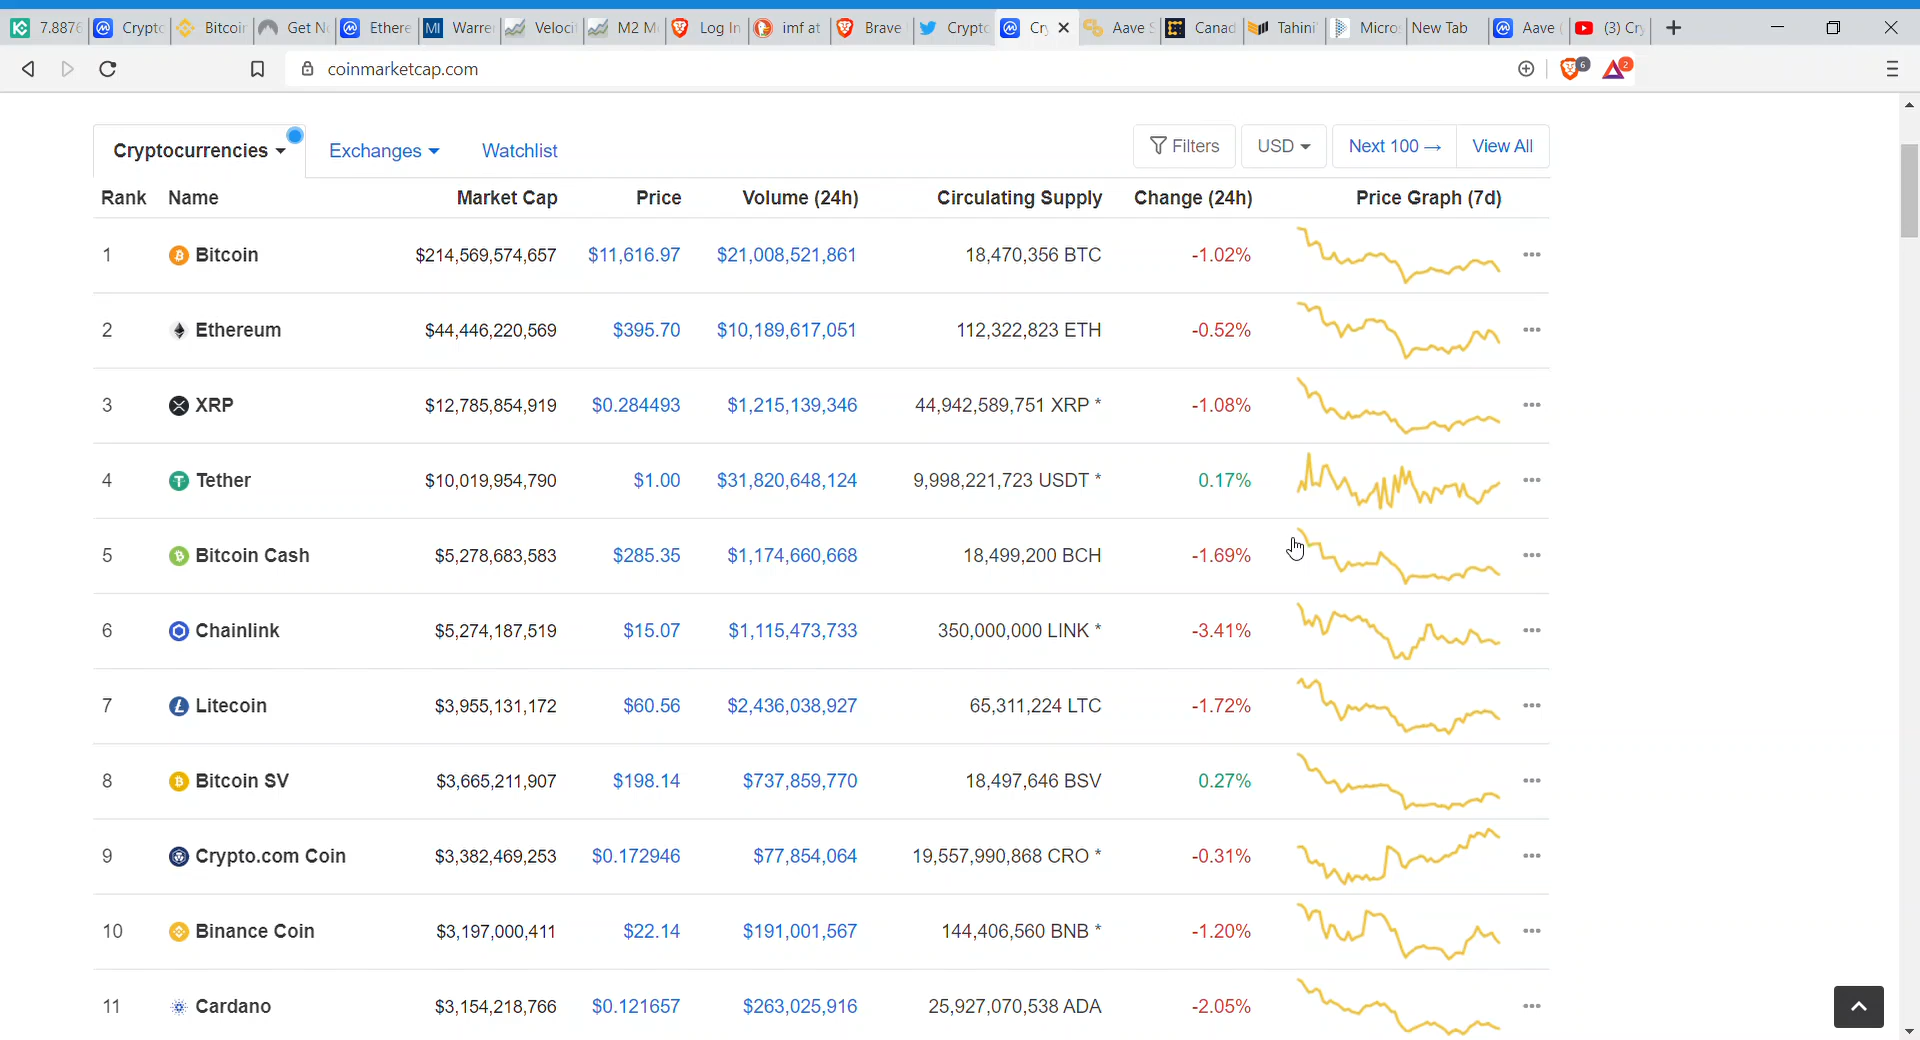 7.8876 Crypto Bitcoin Get N Ethere MI Warre Veloci M2 M Log In imf at Brave Crypto Cry Aave S Canad Tahini' Micros New Tab Aave ( (3) Cry
coinmarketcap.com 6 2
Cryptocurrencies Exchanges Watchlist Filters USD Next 100 → View All
Rank Name Market Cap Price Volume (24h) Circulating Supply Change (24h) Price Graph (7d)
1 Bitcoin $214,569,574,657 $11,616.97 $21,008,521,861 18,470,356 BTC -1.02%
2 Ethereum $44,446,220,569 $395.70 $10,189,617,051 112,322,823 ETH -0.52%
3 XRP $12,785,854,919 $0.284493 $1,215,139,346 44,942,589,751 XRP * -1.08%
4 Tether $10,019,954,790 $1.00 $31,820,648,124 9,998,221,723 USDT * 0.17%
5 Bitcoin Cash $5,278,683,583 $285.35 $1,174,660,668 18,499,200 BCH -1.69%
6 Chainlink $5,274,187,519 $15.07 $1,115,473,733 350,000,000 LINK * -3.41%
7 Litecoin $3,955,131,172 $60.56 $2,436,038,927 65,311,224 LTC -1.72%
8 Bitcoin SV $3,665,211,907 $198.14 $737,859,770 18,497,646 BSV 0.27%
9 Crypto.com Coin $3,382,469,253 $0.172946 $77,854,064 19,557,990,868 CRO * -0.31%
10 Binance Coin $3,197,000,411 $22.14 $191,001,567 144,406,560 BNB * -1.20%
11 Cardano $3,154,218,766 $0.121657 $263,025,916 25,927,070,538 ADA -2.05%